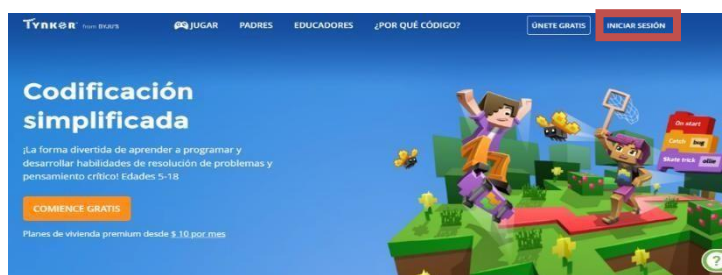 Tynker from BYJU'S
JUGAR PADRES EDUCADORES ¿POR QUÉ CÓDIGO? ÚNETE GRATIS INICIAR SESIÓN
Codificación
simplificada
¡La forma divertida de aprender a programar y
desarrollar habilidades de resolución de problemas y
pensamiento crítico! Edades 5-18
COMIENCE GRATIS
Planes de vivienda premium desde $ 10 por mes
On start
Catch bug
Skate trick ollie
?